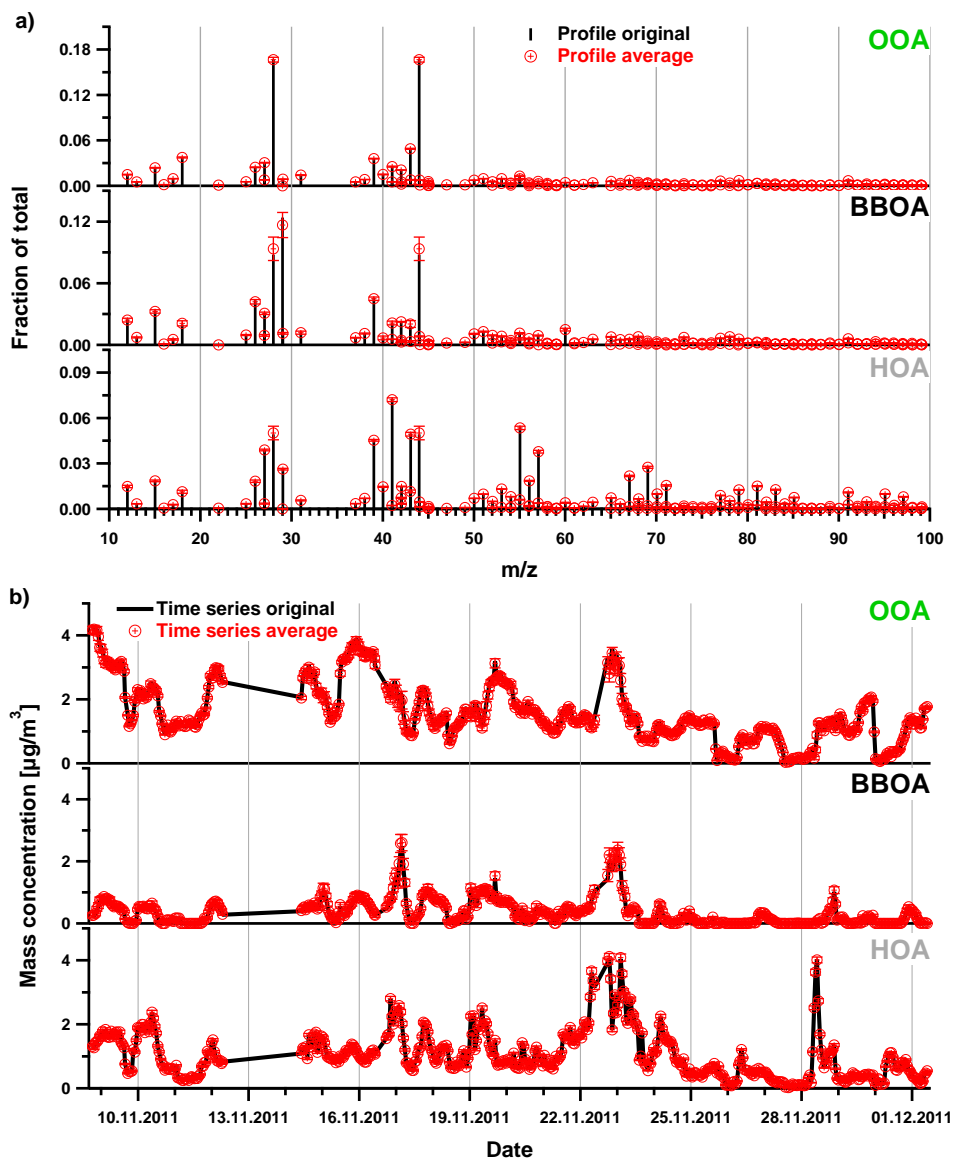 a)
Profile original
Profile average
OOA
0.18
0.12
0.06
0.00
BBOA
0.12
0.06
0.00
HOA
0.09
0.06
0.03
0.00
Fraction of total
10 20 30 40 50 60 70 80 90 100
m/z
b)
Time series original
Time series average
OOA
4
2
0
BBOA
4
2
0
HOA
4
2
0
Mass concentration [µg/m³]
10.11.2011 13.11.2011 16.11.2011 19.11.2011 22.11.2011 25.11.2011 28.11.2011 01.12.2011
Date